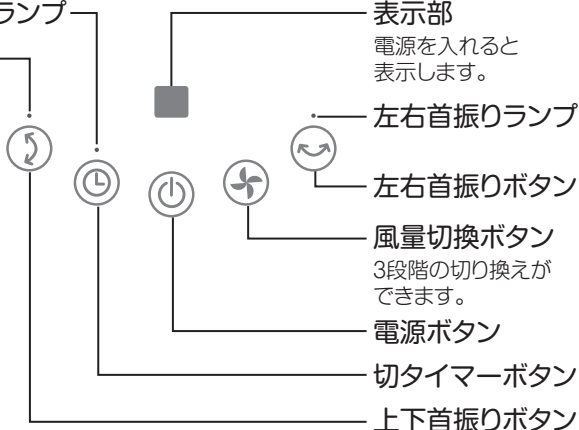 ランプ
表示部
電源を入れると
表示します。
左右首振りランプ
左右首振りボタン
風量切換ボタン
3段階の切り換えが
できます。
電源ボタン
切タイマーボタン
上下首振りボタン